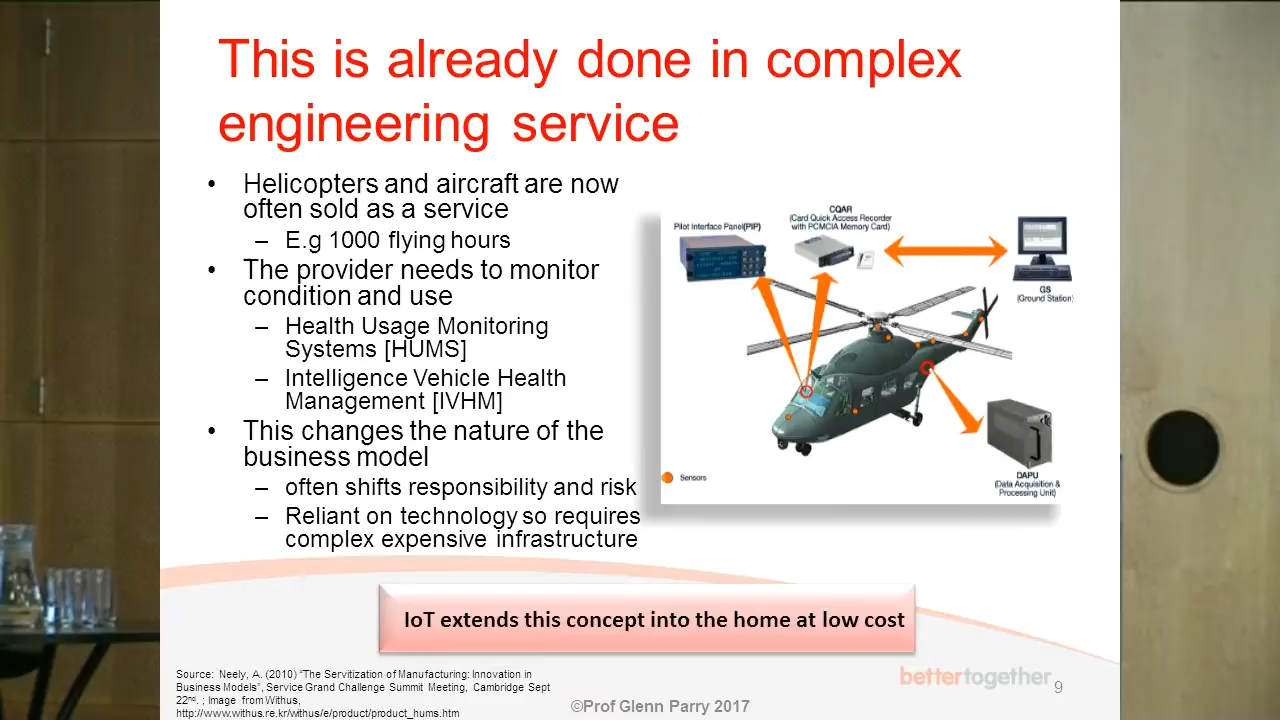 This is already done in complex
engineering service
• Helicopters and aircraft are now
often sold as a service
– E.g 1000 flying hours
• The provider needs to monitor
condition and use
– Health Usage Monitoring
Systems [HUMS]
– Intelligence Vehicle Health
Management [IVHM]
• This changes the nature of the
business model
– often shifts responsibility and risk
– Reliant on technology so requires
complex expensive infrastructure
Pilot Interface Panel(PIP)
CQAR
(Card Quick Access Recorder
with PCMCIA Memory Card)
GS
(Ground Station)
DAPU
(Data Acquisition &
Processing Unit)
Sensors
IoT extends this concept into the home at low cost
Source: Neely, A. (2010) “The Servitization of Manufacturing: Innovation in
Business Models”, Service Grand Challenge Summit Meeting, Cambridge Sept
22nd. ; Image from Withus,
http://www.withus.re.kr/withus/e/product/product_hums.htm
©Prof Glenn Parry 2017
bettertogether
9